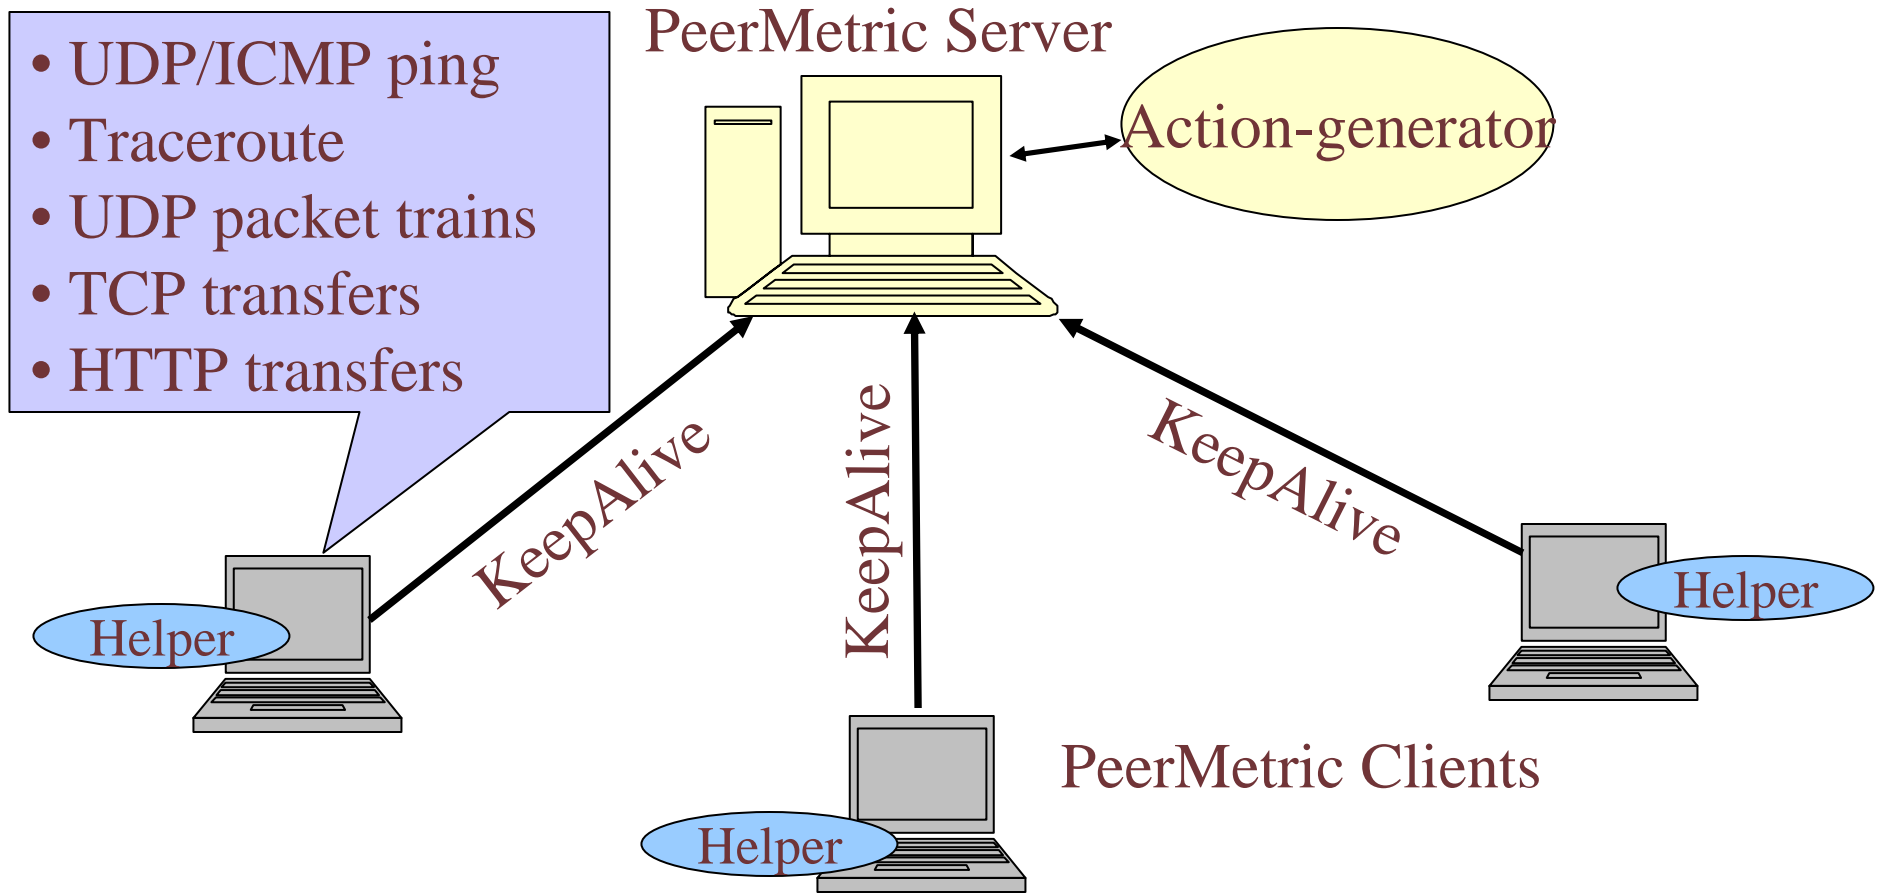 PeerMetric Server
• UDP/ICMP ping
• Traceroute
• UDP packet trains
• TCP transfers
• HTTP transfers
Action-generator
KeepAlive
KeepAlive
KeepAlive
Helper
Helper
Helper
PeerMetric Clients